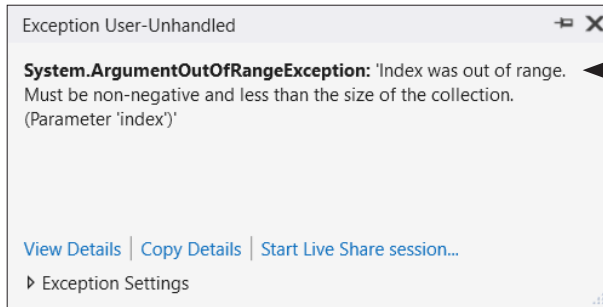 Exception User-Unhandled
System.ArgumentOutOfRangeException: 'Index was out of range.
Must be non-negative and less than the size of the collection.
(Parameter 'index')'
View Details | Copy Details | Start Live Share session...
Exception Settings